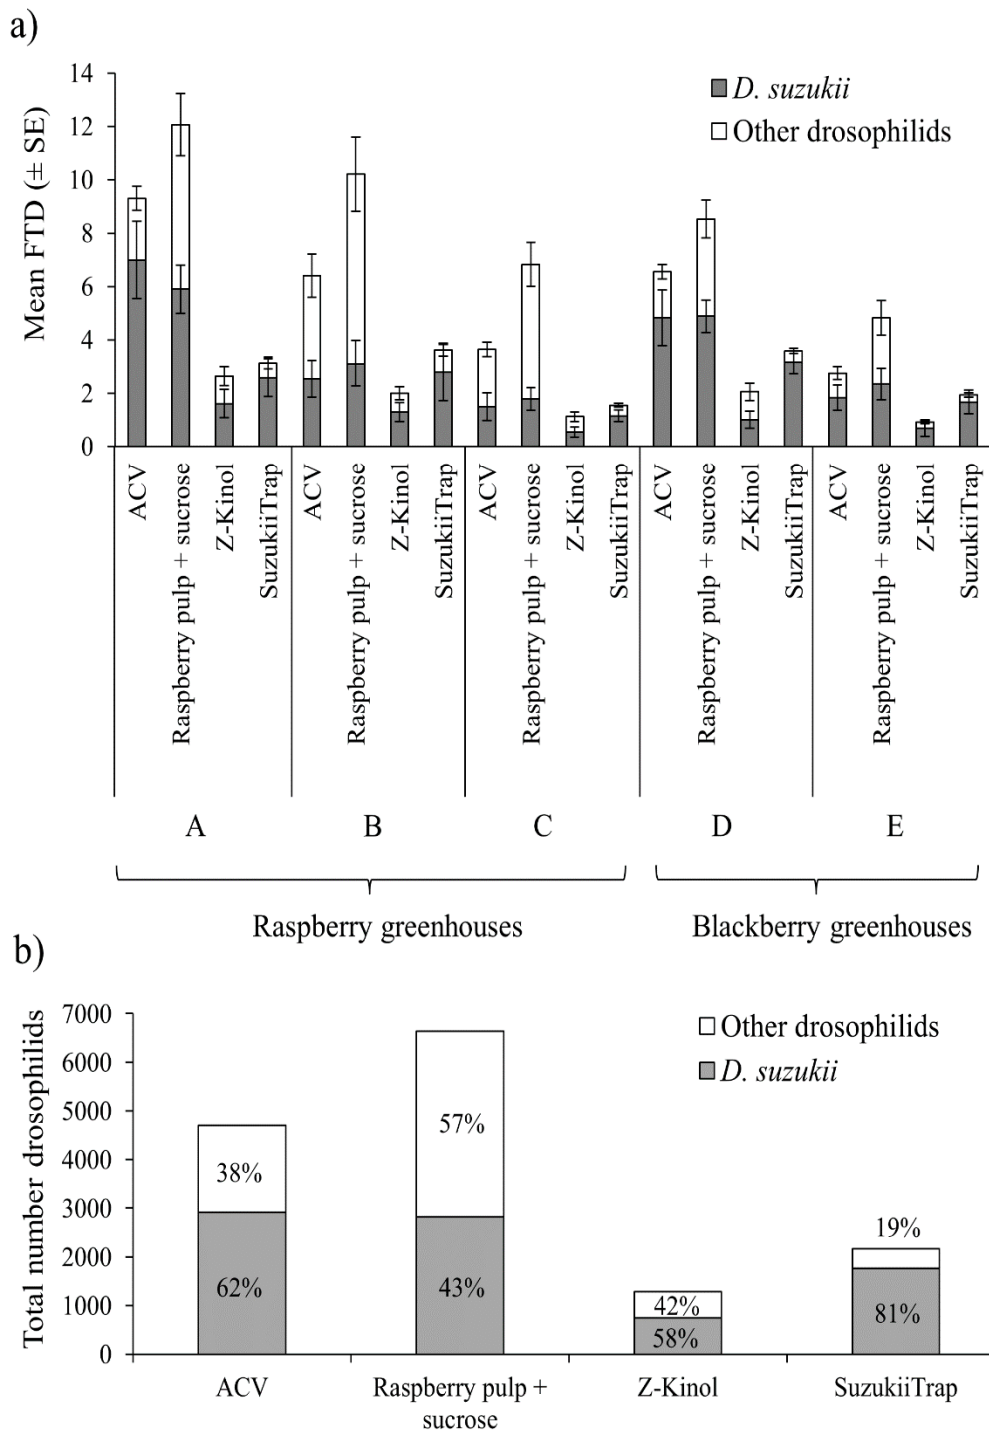 a)
Mean FTD (± SE)
14
12
10
8
6
4
2
0
D. suzukii
Other drosophilids
ACV
Raspberry pulp + sucrose
Z-Kinol
SuzukiiTrap
ACV
Raspberry pulp + sucrose
Z-Kinol
SuzukiiTrap
ACV
Raspberry pulp + sucrose
Z-Kinol
SuzukiiTrap
ACV
Raspberry pulp + sucrose
Z-Kinol
SuzukiiTrap
ACV
Raspberry pulp + sucrose
Z-Kinol
SuzukiiTrap
A B C D E
Raspberry greenhouses Blackberry greenhouses
b)
Total number drosophilids
7000
6000
5000
4000
3000
2000
1000
0
Other drosophilids
D. suzukii
38%
62%
57%
43%
42%
58%
19%
81%
ACV
Raspberry pulp +
sucrose
Z-Kinol
SuzukiiTrap